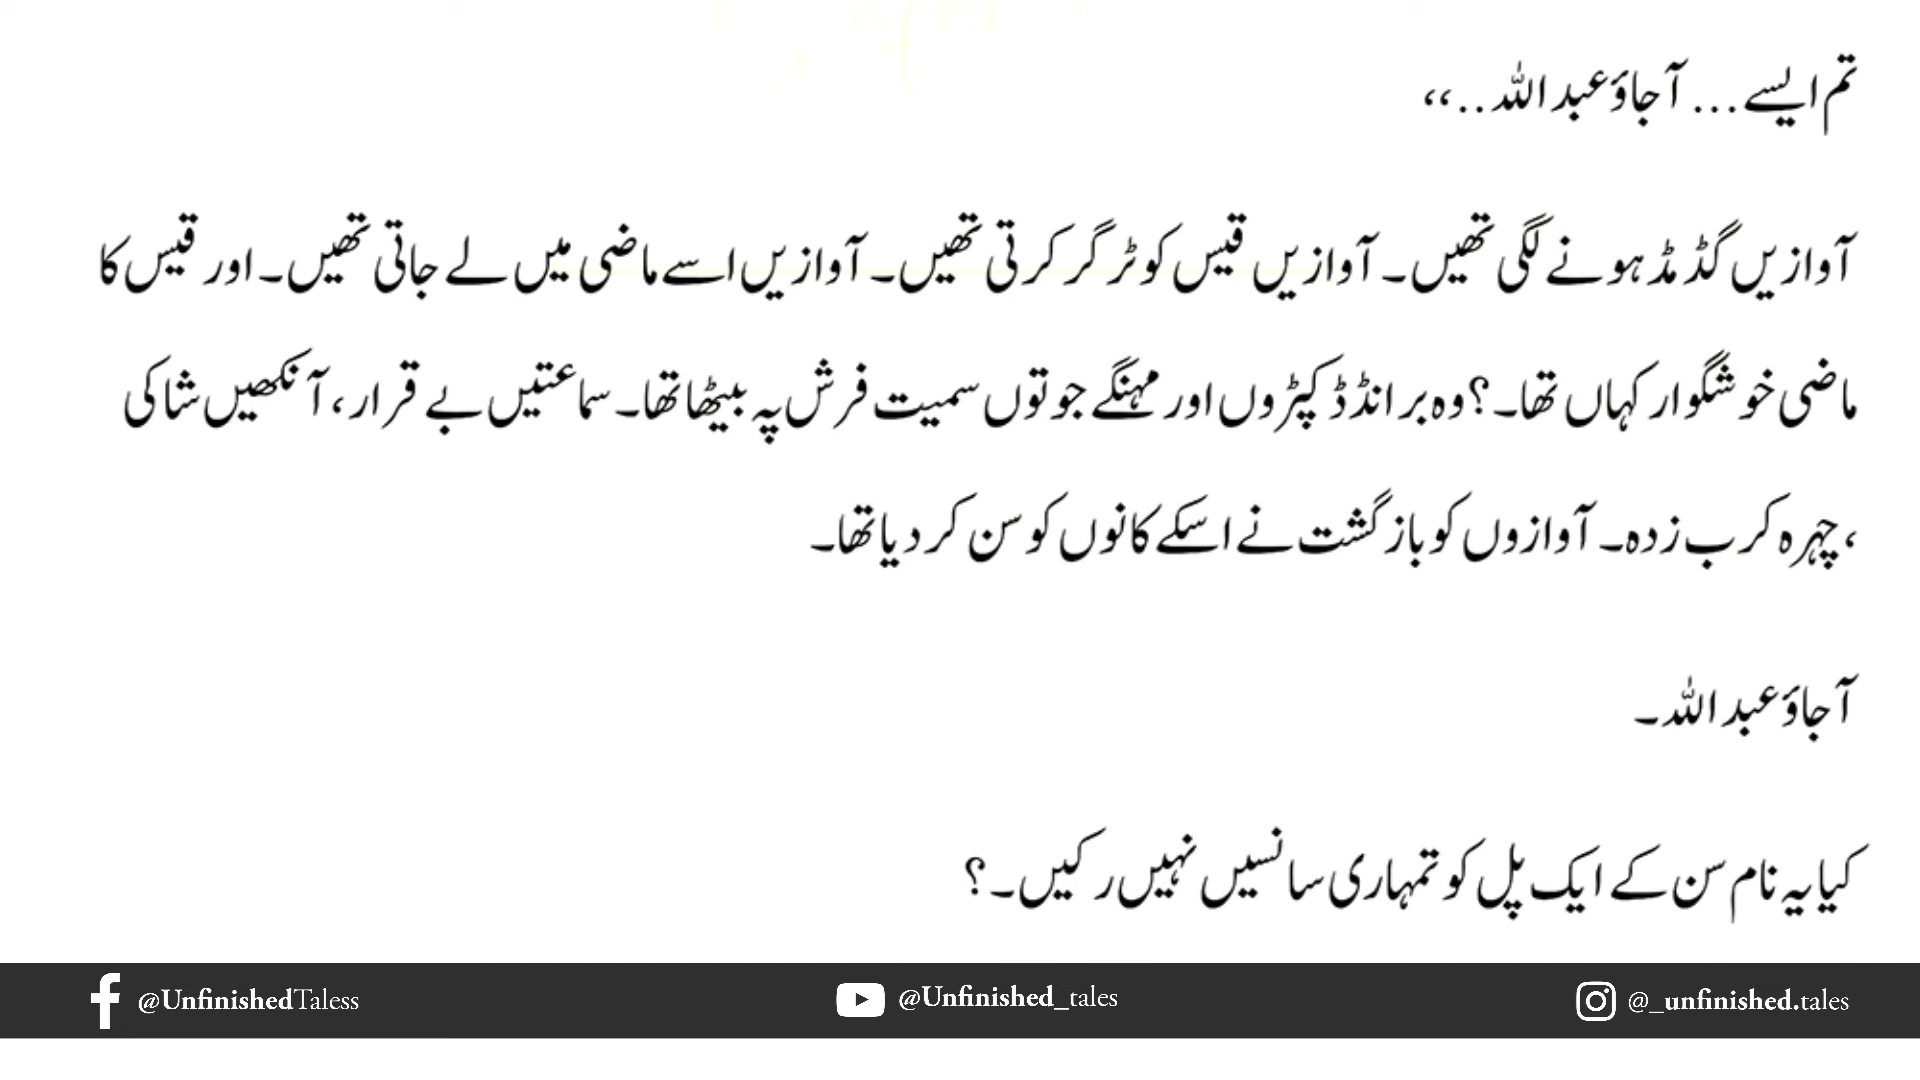 تم ایسے... آجاؤ عبداللہ..،،
آوازیں گڈمڈ ہونے لگی تھیں۔ آوازیں قیس کو ٹرگر کرتی تھیں۔ آوازیں اسے ماضی میں لے جاتی تھیں۔ اور قیس کا
ماضی خوشگوار کہاں تھا۔؟ وہ برانڈڈ کپڑوں اور مہنگے جوتوں سمیت فرش پہ بیٹھا تھا۔ سماعتیں بے قرار، آنکھیں شاکی
، چہرہ کرب زدہ۔ آوازوں کو بازگشت نے اسکے کانوں کو سن کر دیا تھا۔
آجاؤ عبداللہ۔
کیا یہ نام سن کے ایک پل کو تمہاری سانسیں نہیں رکیں۔؟
@UnfinishedTaless @Unfinished_tales @_unfinished.tales